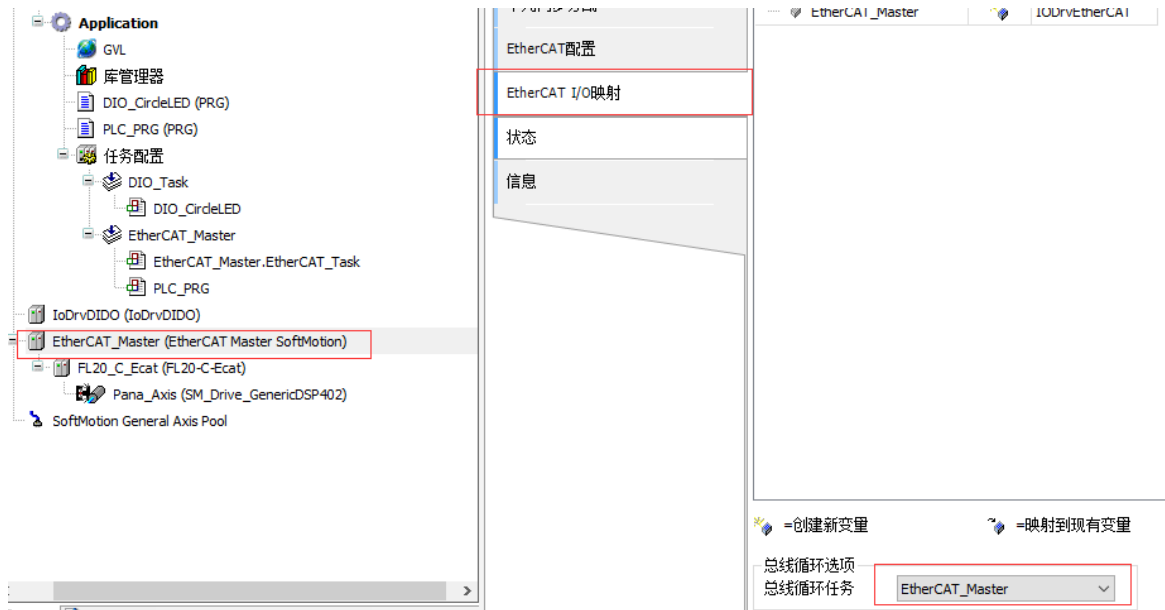 Application
GVL
库管理器
DIO_CircleLED (PRG)
PLC_PRG (PRG)
任务配置
DIO_Task
DIO_CircleLED
EtherCAT_Master
EtherCAT_Master.EtherCAT_Task
PLC_PRG
IoDrvDIDO (IoDrvDIDO)
EtherCAT_Master (EtherCAT Master SoftMotion)
FL20_C_Ecat (FL20-C-Ecat)
Pana_Axis (SM_Drive_GenericDSP402)
SoftMotion General Axis Pool
EtherCAT配置
EtherCAT I/O映射
状态
信息
EtherCAT_Master IODrvEtherCAT
=创建新变量 =映射到现有变量
总线循环选项
总线循环任务 EtherCAT_Master